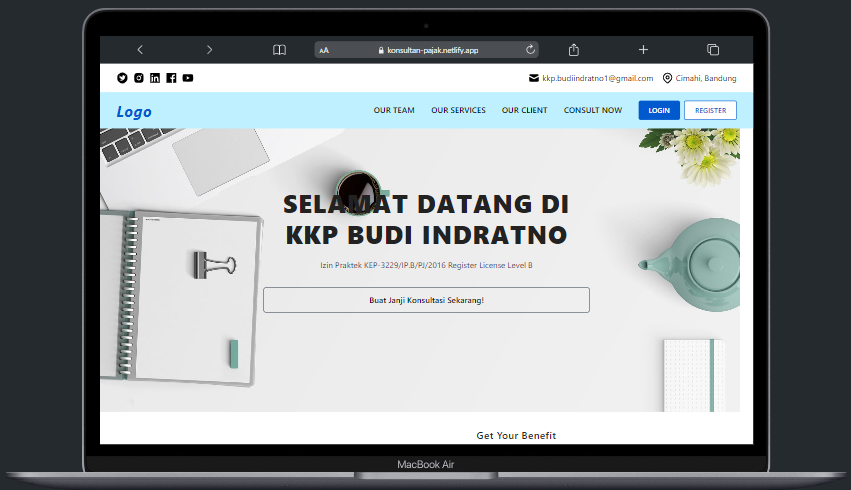 AA konsultan-pajak.netlify.app
kkp.budiindratno1@gmail.com Cimahi, Bandung
Logo OUR TEAM OUR SERVICES OUR CLIENT CONSULT NOW LOGIN REGISTER
SELAMAT DATANG DI
KKP BUDI INDRATNO
Izin Praktek KEP-3229/IP.B/PJ/2016 Register License Level B
Buat Janji Konsultasi Sekarang!
Get Your Benefit
MacBook Air